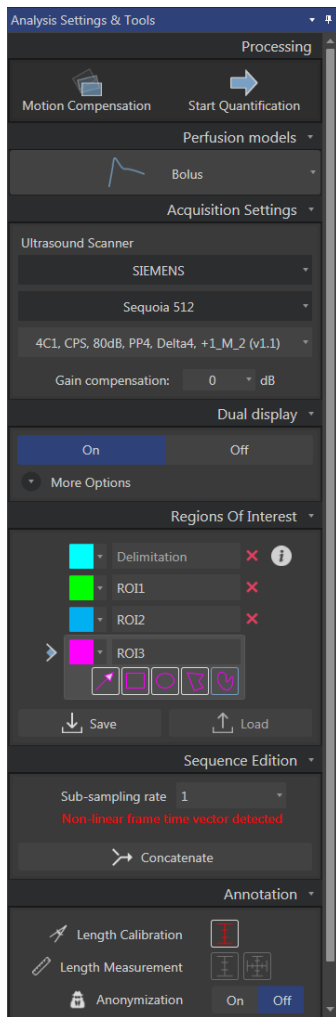 Analysis Settings & Tools
Processing
Motion Compensation
Start Quantification
Perfusion models
Bolus
Acquisition Settings
Ultrasound Scanner
SIEMENS
Sequoia 512
4C1, CPS, 80dB, PP4, Delta4, +1_M_2 (v1.1)
Gain compensation: 0 dB
Dual display
On Off
More Options
Regions Of Interest
Delimitation
ROI1
ROI2
ROI3
Save Load
Sequence Edition
Sub-sampling rate 1
Non-linear frame time vector detected
Concatenate
Annotation
Length Calibration
Length Measurement
Anonymization On Off